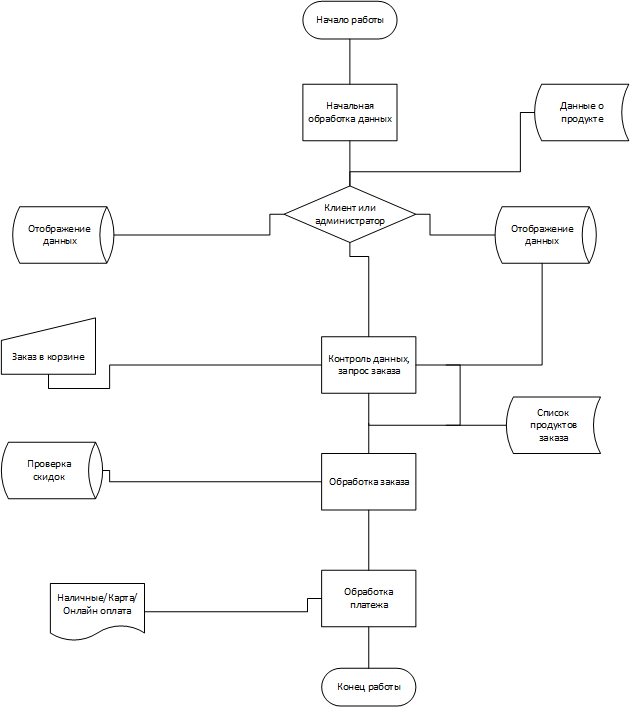 Начало работы
Начальная
обработка данных
Данные о
продукте
Клиент или
администратор
Отображение
данных
Отображение
данных
Заказ в корзине
Контроль данных,
запрос заказа
Список
продуктов
заказа
Проверка
скидок
Обработка заказа
Наличные/Карта/
Онлайн оплата
Обработка
платежа
Конец работы